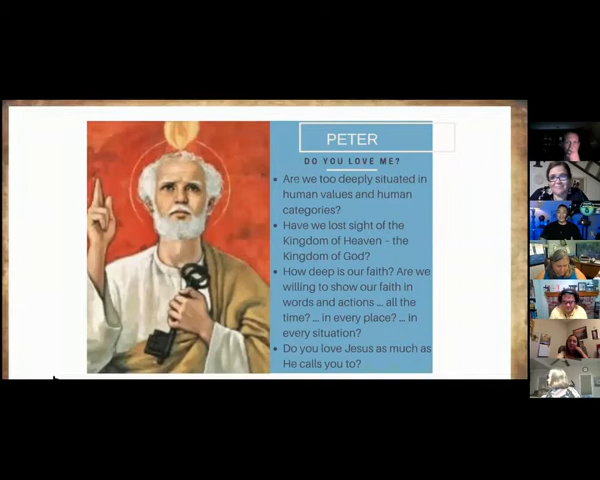 PETER
DO YOU LOVE ME?
• Are we too deeply situated in
human values and human
categories?
• Have we lost sight of the
Kingdom of Heaven - the
Kingdom of God?
• How deep is our faith? Are we
willing to show our faith in
words and actions ... all the
time? ... in every place? ... in
every situation?
• Do you love Jesus as much as
He calls you to?